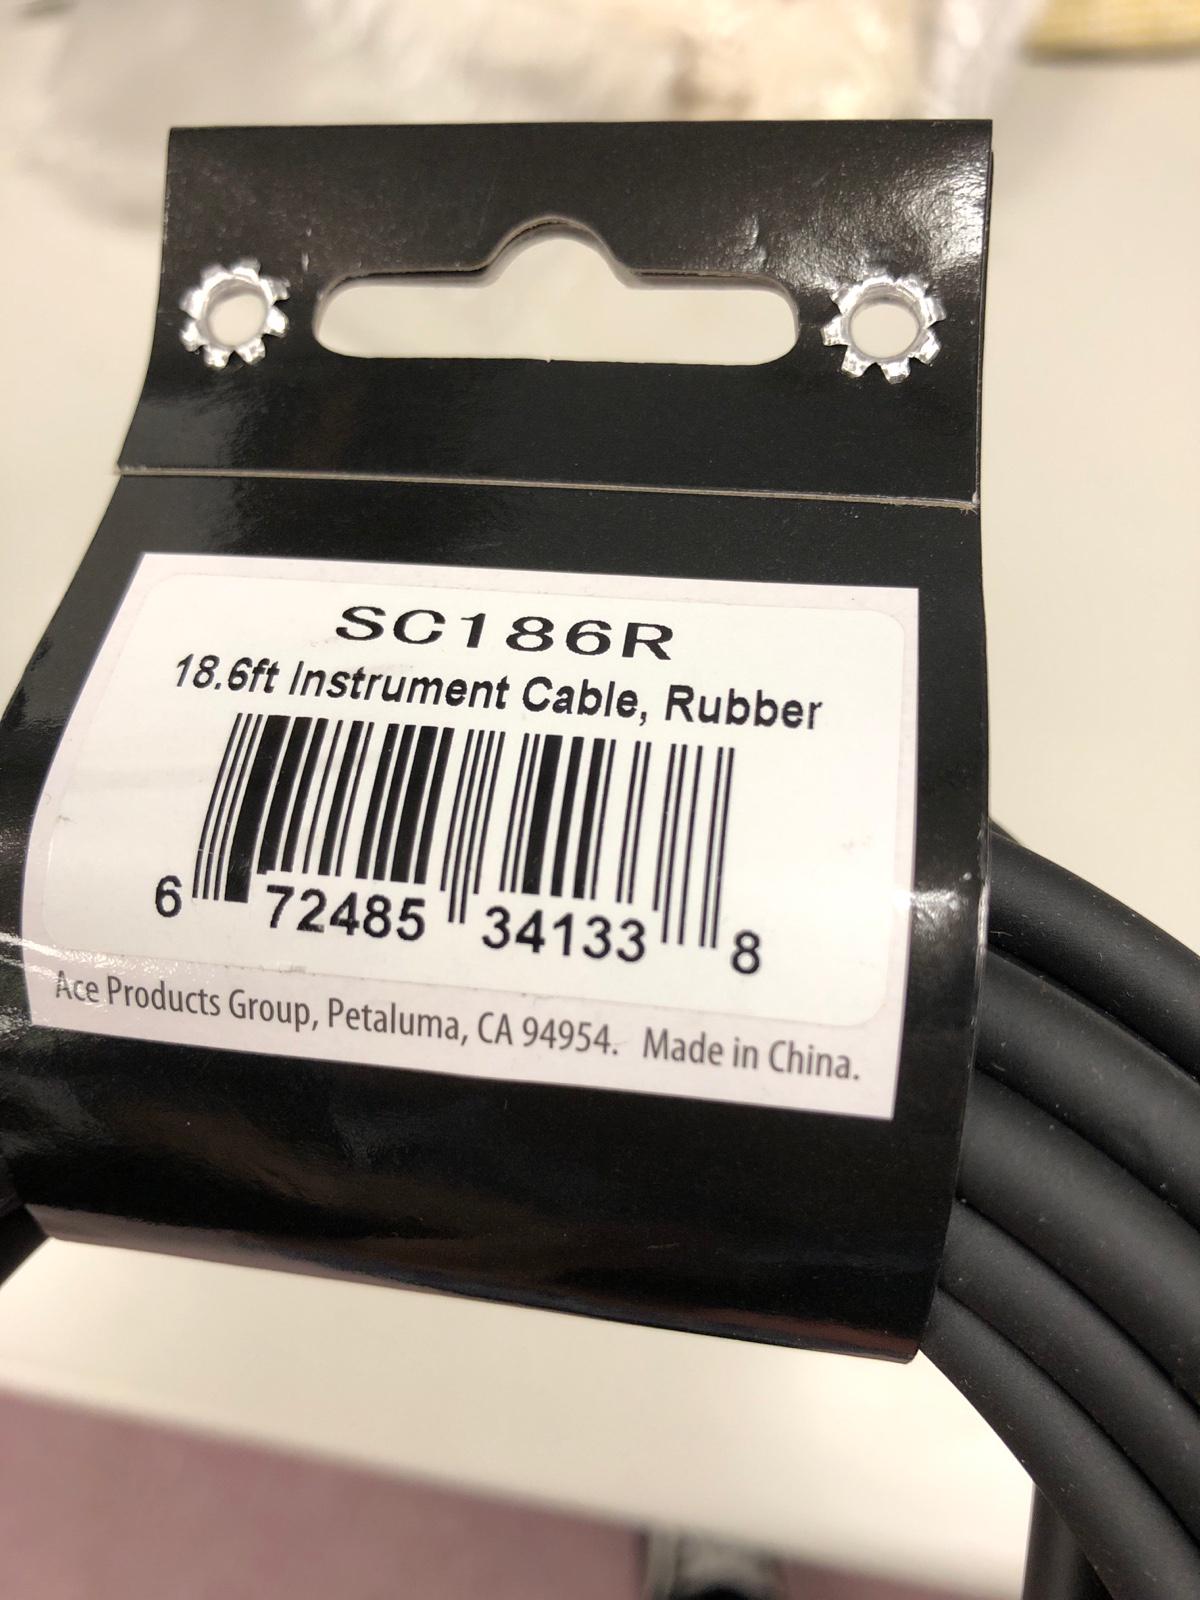 SC186R
18.6ft Instrument Cable, Rubber
6 72485 34133 8
Ace Products Group, Petaluma, CA 94954. Made in China.